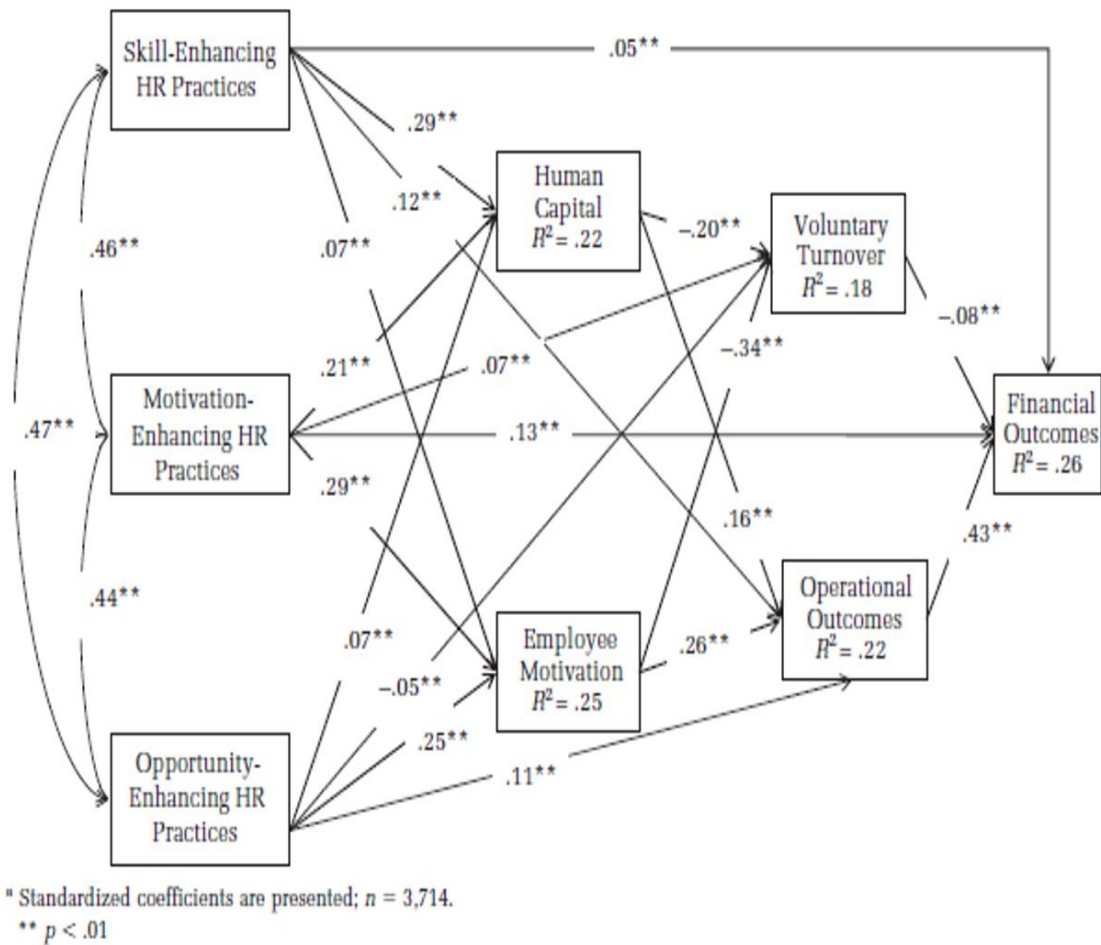 Skill-Enhancing
HR Practices
.05**
.29**
.12**
.07**
Human
Capital
R² = .22
-.20**
Voluntary
Turnover
R² = .18
.46**
-.08**
.21**
.07**
-.34**
Motivation-
Enhancing HR
Practices
.47**
.13**
Financial
Outcomes
R² = .26
.29**
.16**
.43**
.44**
Operational
Outcomes
R² = .22
.07**
-.05**
.25**
Employee
Motivation
R² = .25
.26**
.11**
Opportunity-
Enhancing HR
Practices
ª Standardized coefficients are presented; n = 3,714.
** p < .01